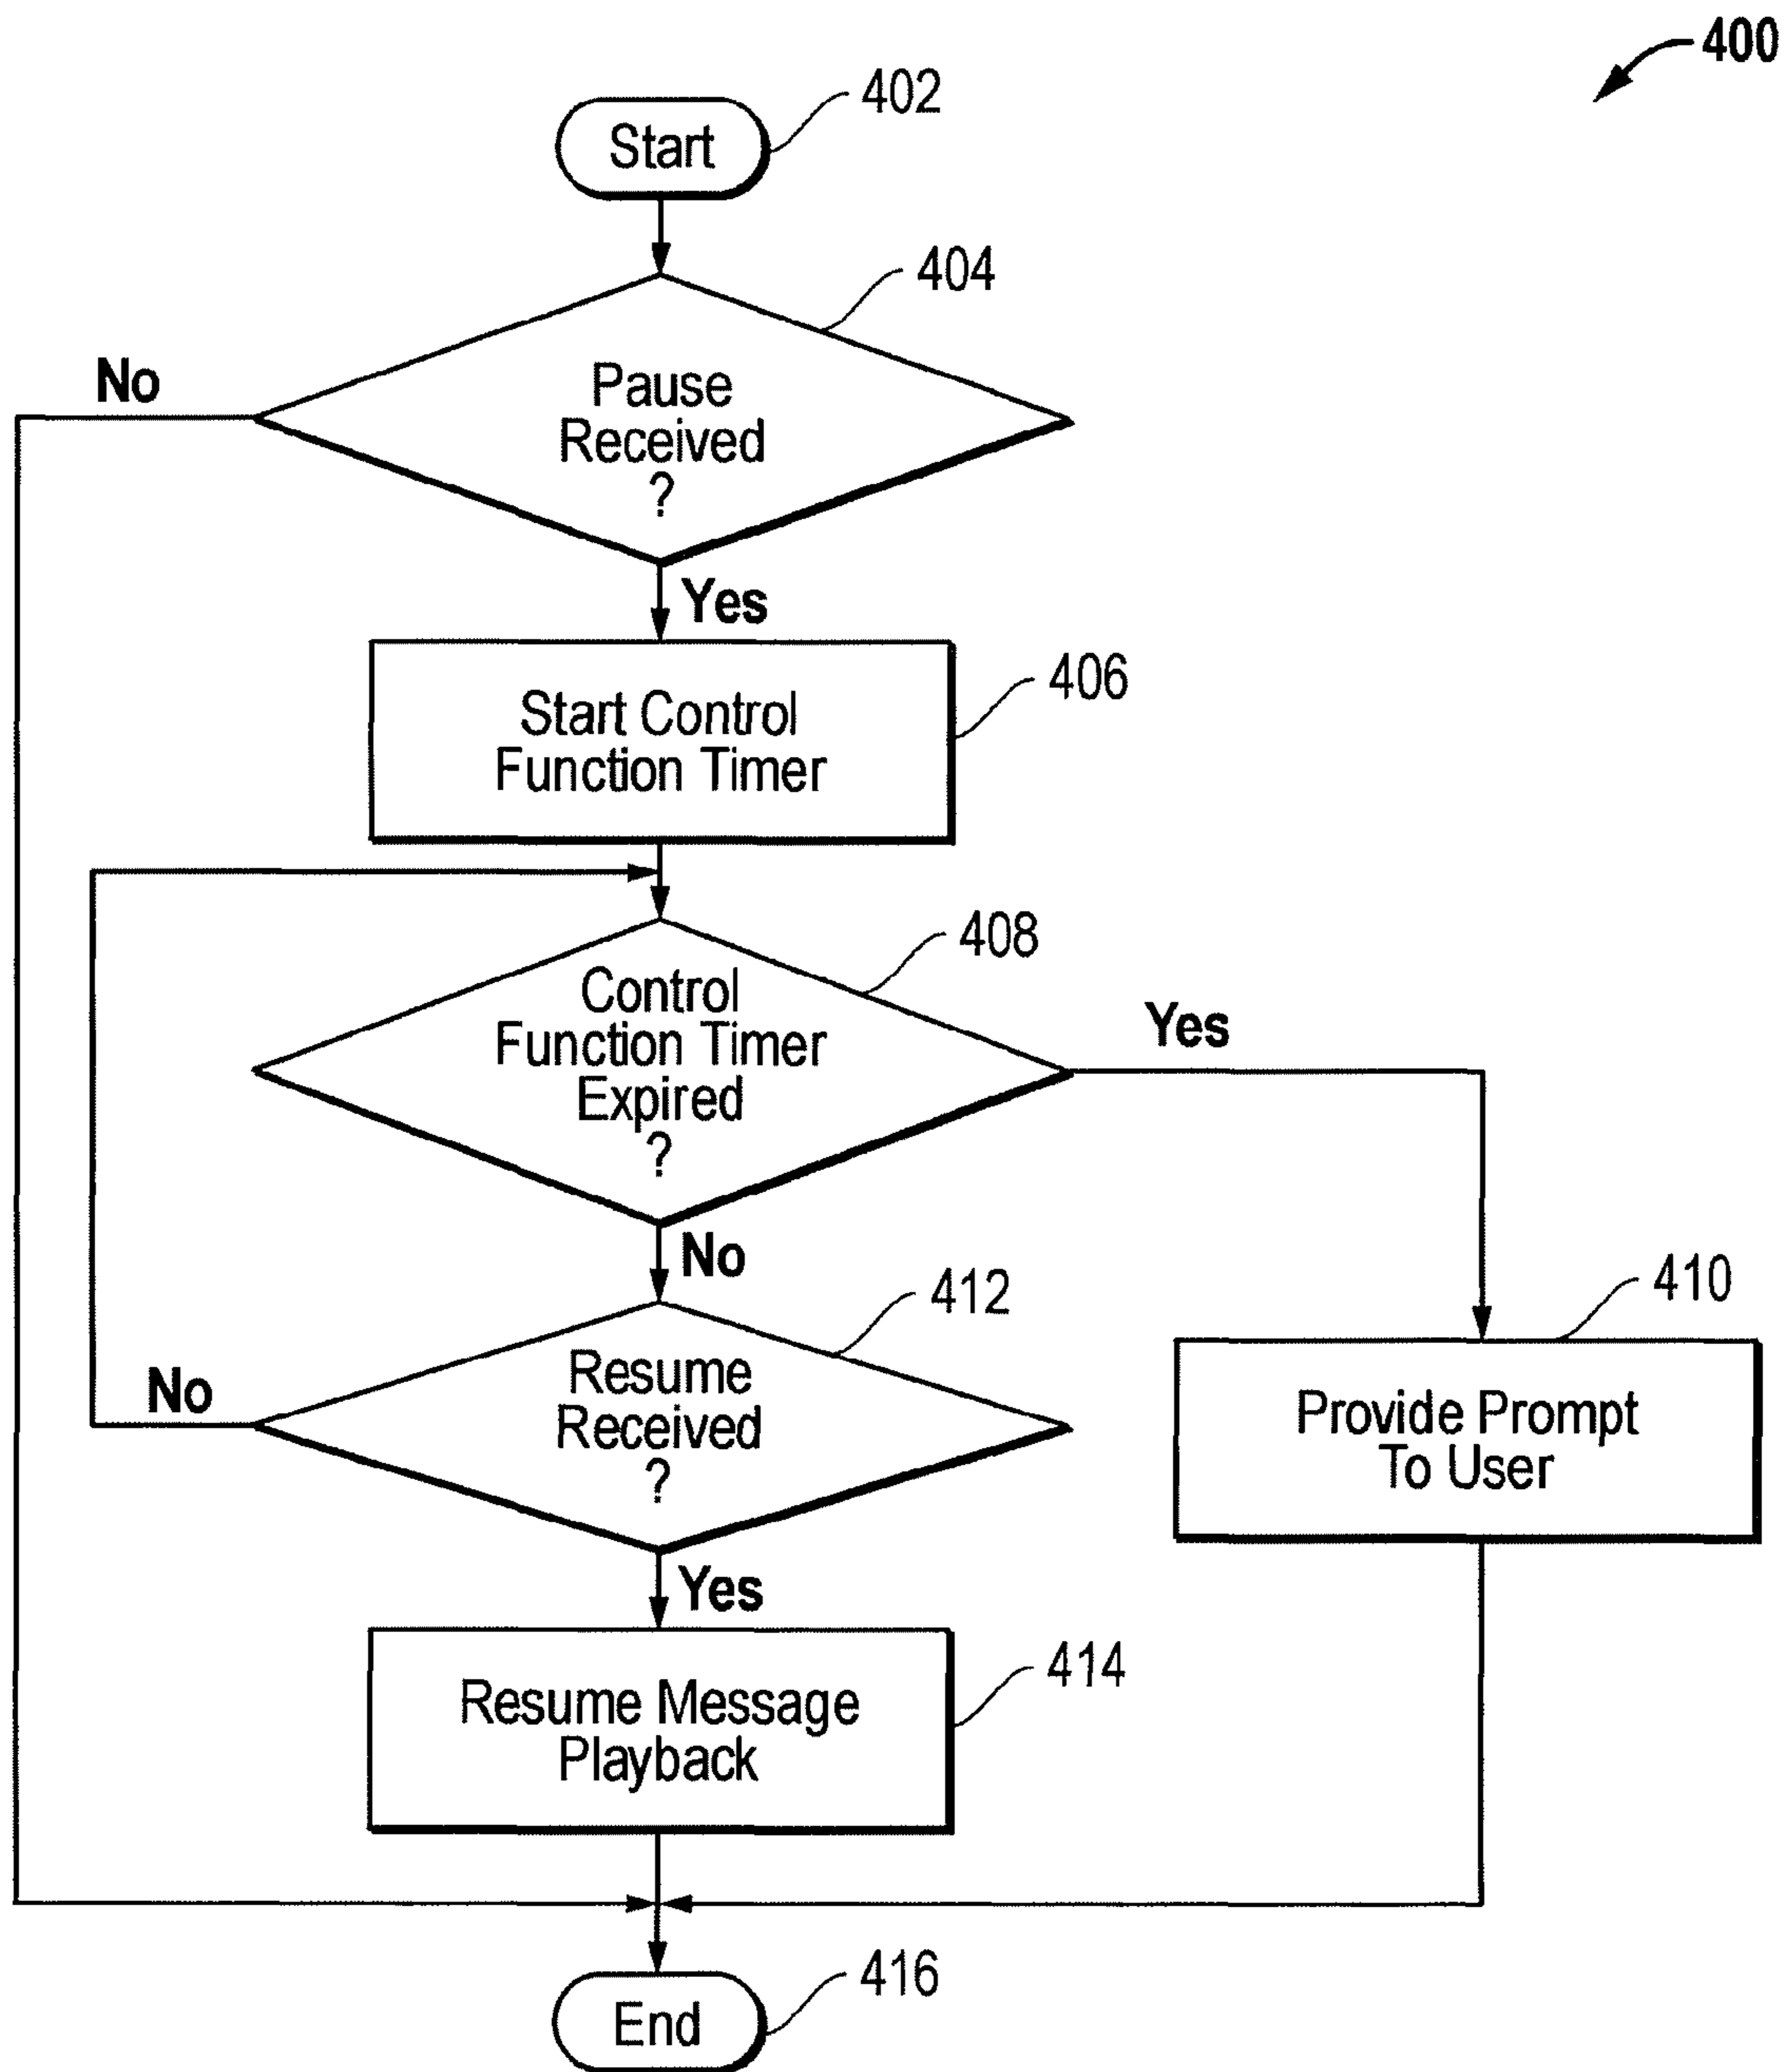 400
402
Start
404
No
Pause
Received
?
Yes
406
Start Control
Function Timer
408
Control
Function Timer
Expired
?
Yes
No
412
410
Resume
Received
?
No
Provide Prompt
To User
Yes
414
Resume Message
Playback
416
End